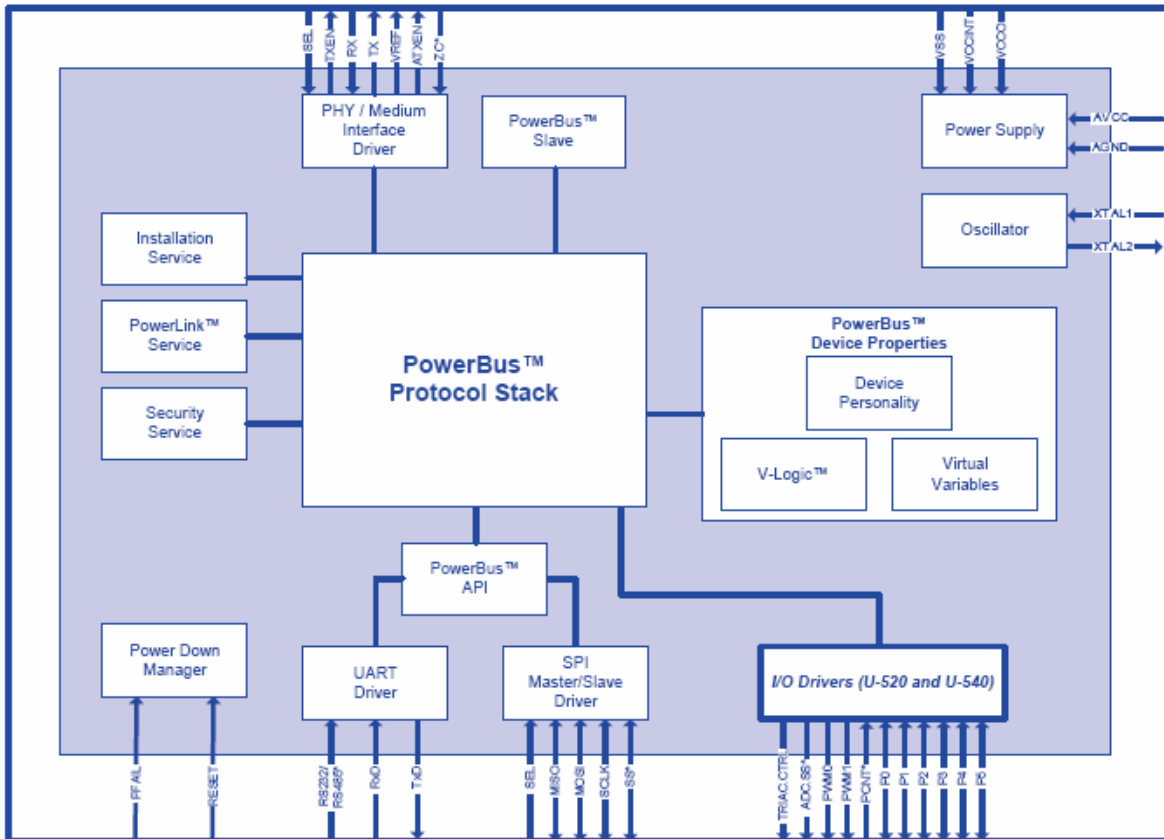 SEL
TXEN
RX
TX
VREF
ATXEN
ZC*
VSS
VCCINT
VCCO
PHY / Medium
Interface
Driver
PowerBus™
Slave
Power Supply
AVCC
AGND
Installation
Service
Oscillator
XTAL1
XTAL2
PowerLink™
Service
PowerBus™
Protocol Stack
PowerBus™
Device Properties
Device
Personality
Security
Service
V-Logic™
Virtual
Variables
PowerBus™
API
Power Down
Manager
UART
Driver
SPI
Master/Slave
Driver
I/O Drivers (U-520 and U-540)
PFAIL
RESET
RS232/
RS485*
RxD
TxD
SEL
MISO
MOSI
SCLK
SS*
TRIAC.CTRL
ADC.SS*
PWM0
PWM1
PCNT*
P0
P1
P2
P3
P4
P5